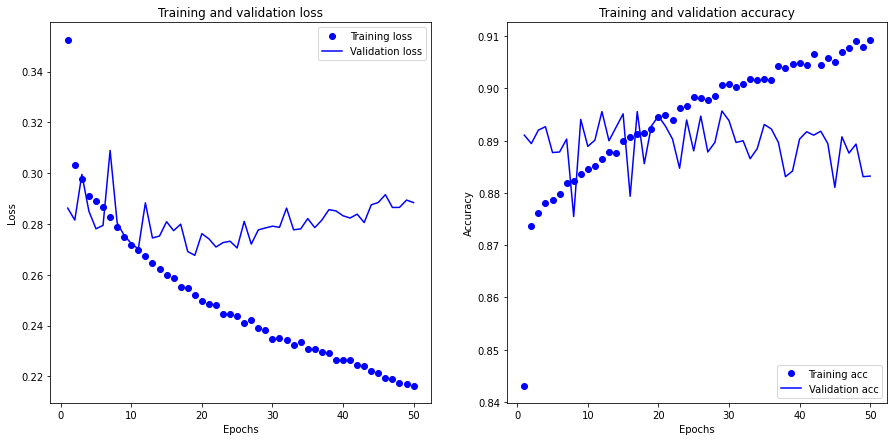 Training and validation loss
Training loss
Validation loss
0.34
0.32
0.30
0.28
0.26
0.24
0.22
Loss
0
10
20
30
40
50
Epochs
Training and validation accuracy
0.91
0.90
0.89
0.88
0.87
0.86
0.85
0.84
Accuracy
Training acc
Validation acc
0
10
20
30
40
50
Epochs